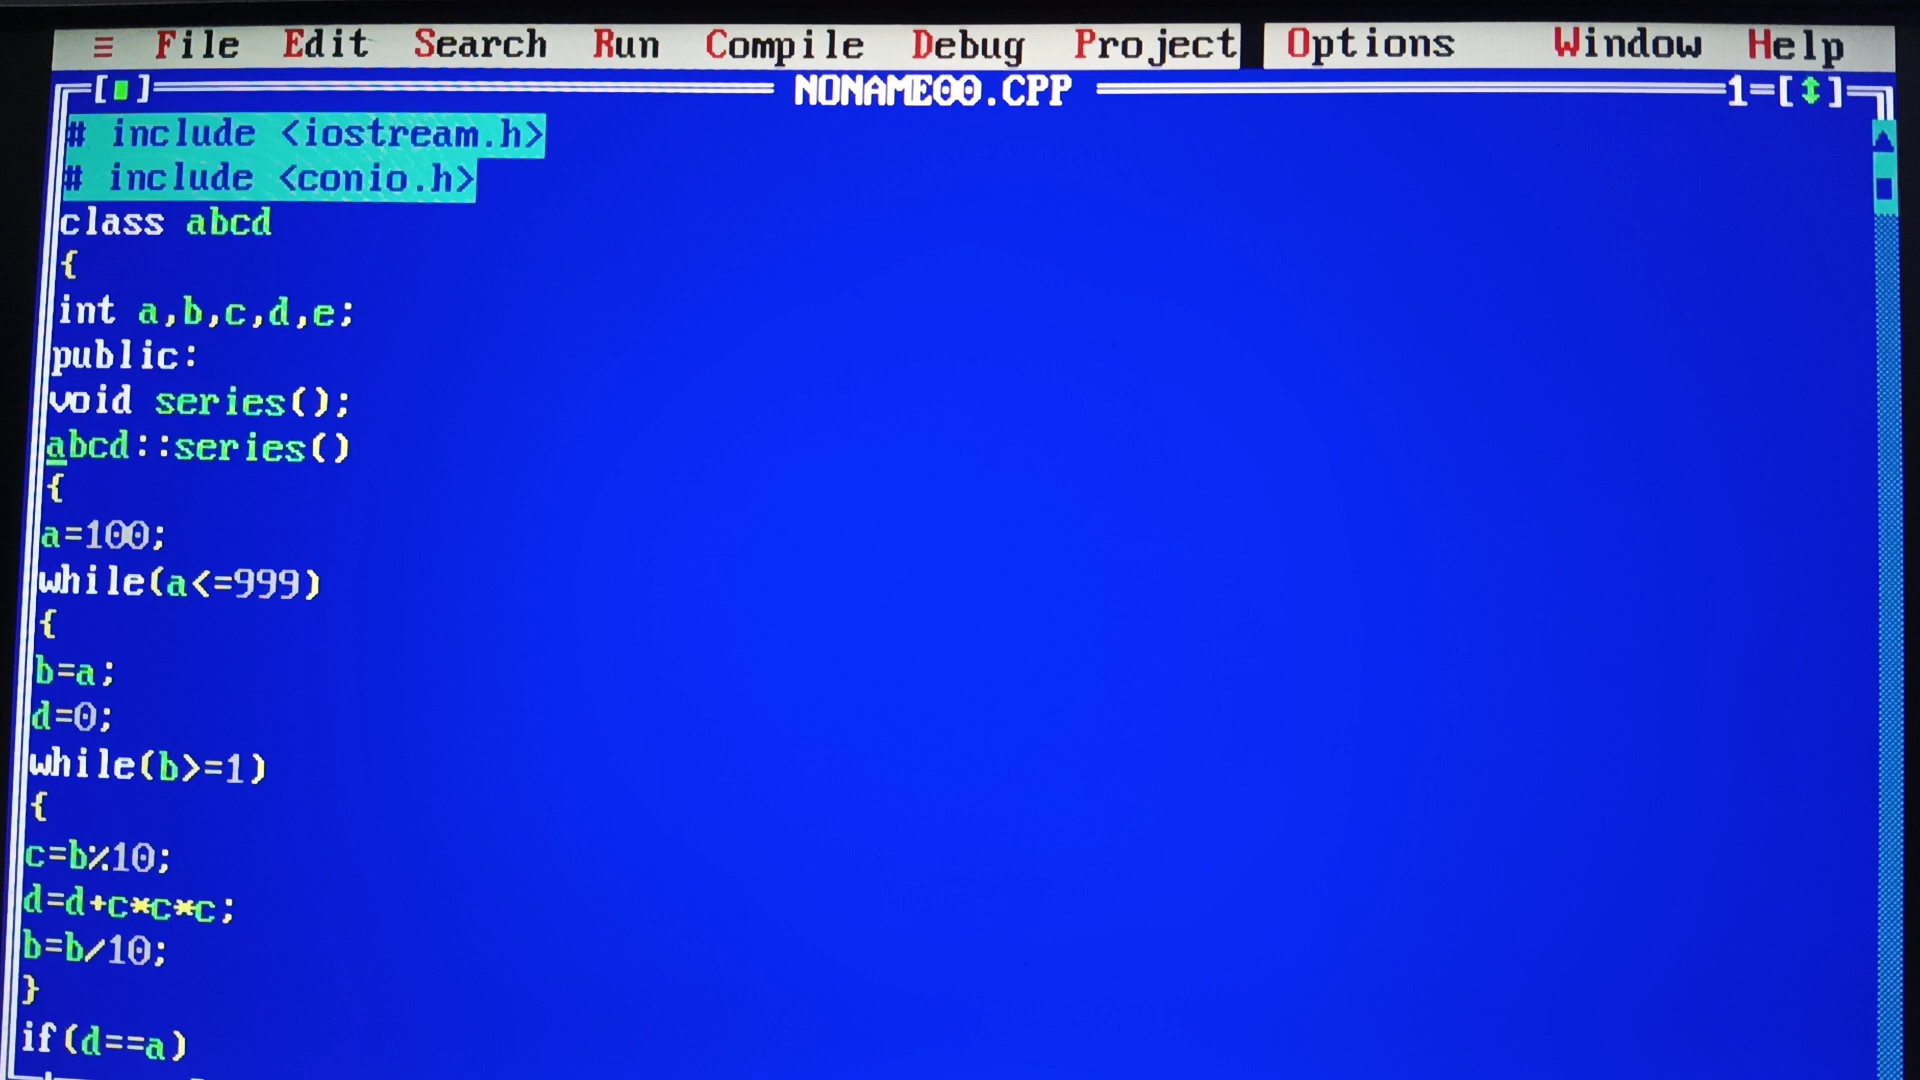 ≡ File Edit Search Run Compile Debug Project Options Window Help
[■] NONAME00.CPP 1=[↕]
# include <iostream.h>
# include <conio.h>
class abcd
{
int a,b,c,d,e;
public:
void series();
abcd::series()
{
a=100;
while(a<=999)
{
b=a;
d=0;
while(b>=1)
{
c=b%10;
d=d+c*c*c;
b=b/10;
}
if(d==a)